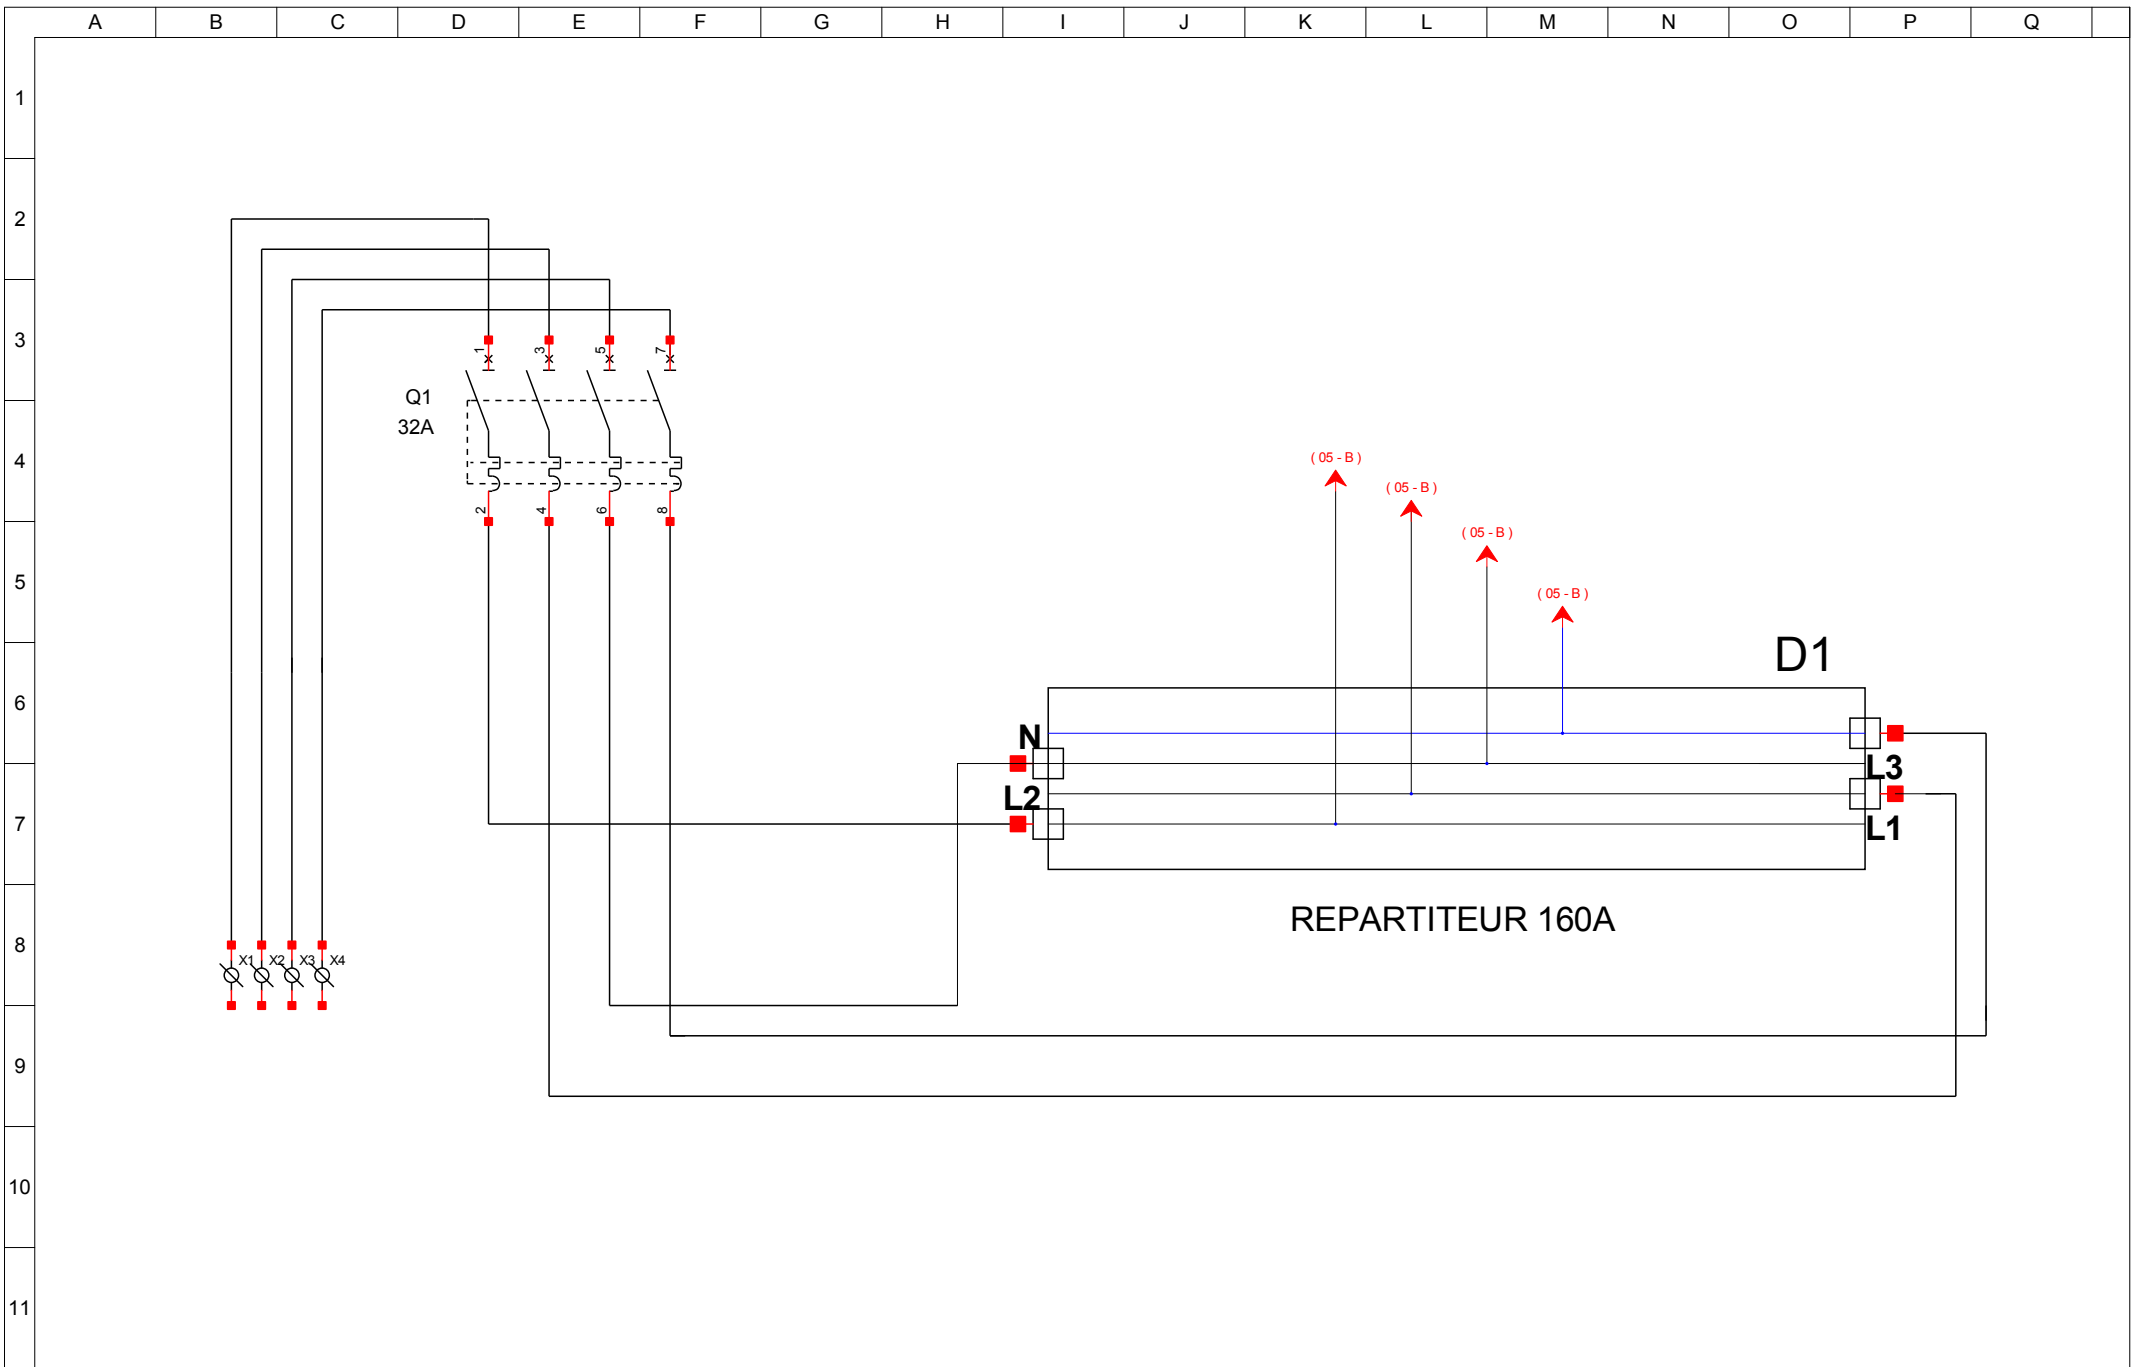 A B C D E F G H I J K L M N O P Q
1
2
3
1 3 5 7
Q1
32A
4
( 05 - B )
( 05 - B )
2 4 6 8
( 05 - B )
5
( 05 - B )
D1
6
N
L3
L2
7
L1
REPARTITEUR 160A
8
X1 X2 X3 X4
9
10
11